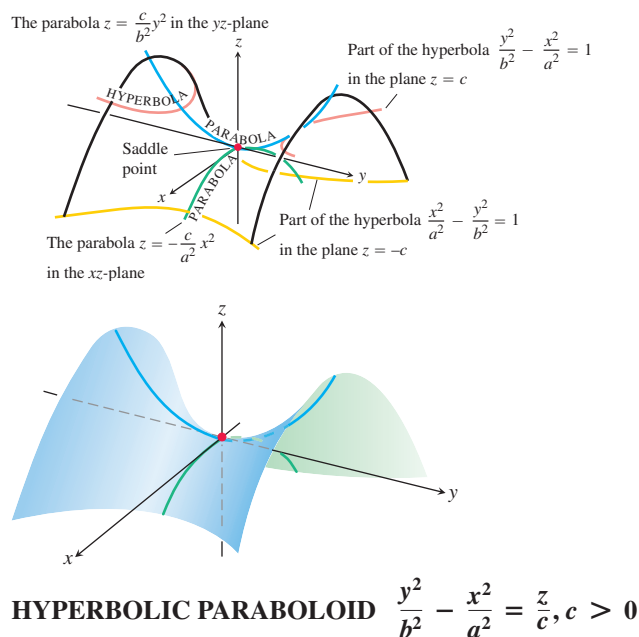 The parabola z = c/b² y² in the yz-plane
z
Part of the hyperbola y²/b² − x²/a² = 1
in the plane z = c
HYPERBOLA
PARABOLA
Saddle
point
PARABOLA
y
x
Part of the hyperbola x²/a² − y²/b² = 1
in the plane z = −c
The parabola z = −c/a² x²
in the xz-plane
z
y
x
HYPERBOLIC PARABOLOID y²/b² − x²/a² = z/c, c > 0